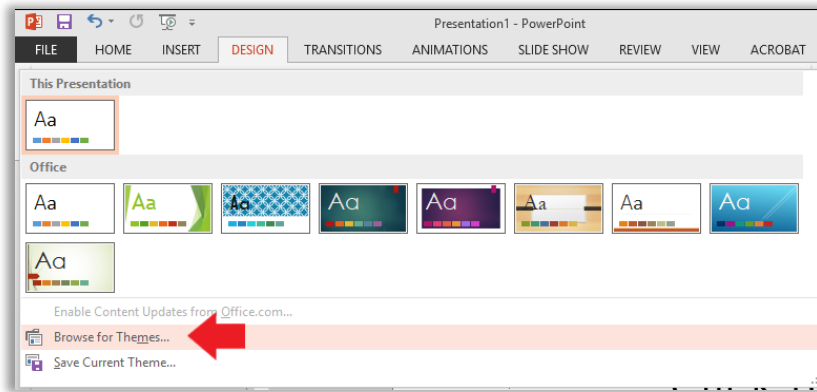 Presentation1 - PowerPoint
FILE HOME INSERT DESIGN TRANSITIONS ANIMATIONS SLIDE SHOW REVIEW VIEW ACROBAT
This Presentation
Aa
Office
Aa Aa Aa Aa Aa Aa Aa Aa
Aa
Enable Content Updates from Office.com...
Browse for Themes...
Save Current Theme...